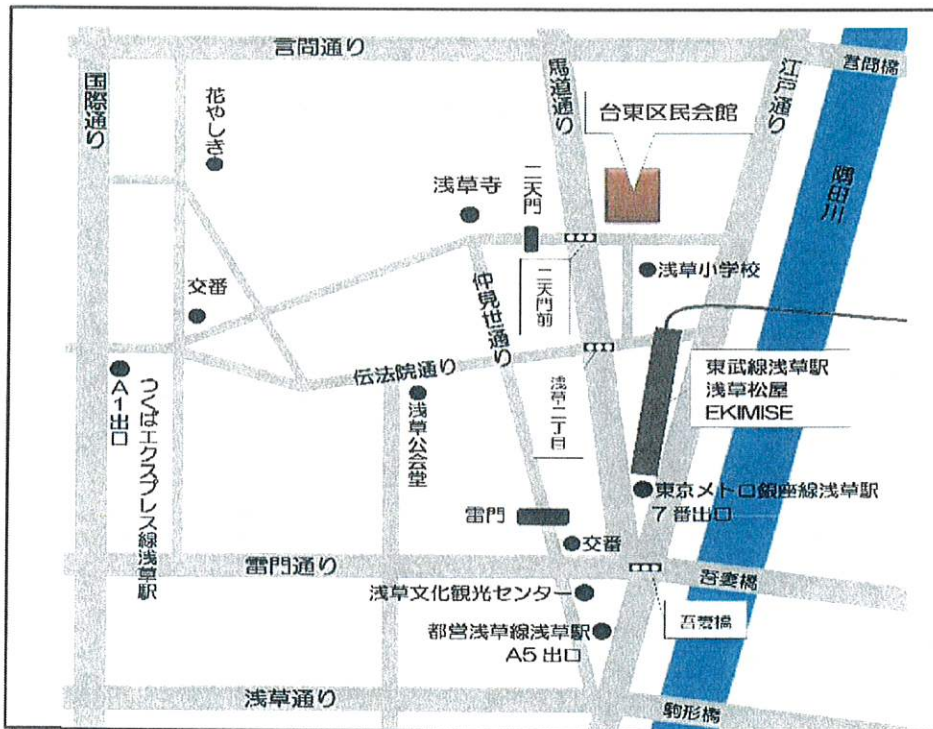 言問通り
言問橋
国際通り
馬道通り
江戸通り
花やしき
台東区民会館
隅田川
浅草寺
二天門
浅草小学校
二天門前
仲見世通り
交番
伝法院通り
浅草二丁目
東武線浅草駅
浅草松屋
EKIMISE
A1出口
つくばエクスプレス線浅草駅
浅草公会堂
東京メトロ銀座線浅草駅
7番出口
雷門
交番
雷門通り
吾妻橋
浅草文化観光センター
吾妻橋
都営浅草線浅草駅
A5出口
浅草通り
駒形橋